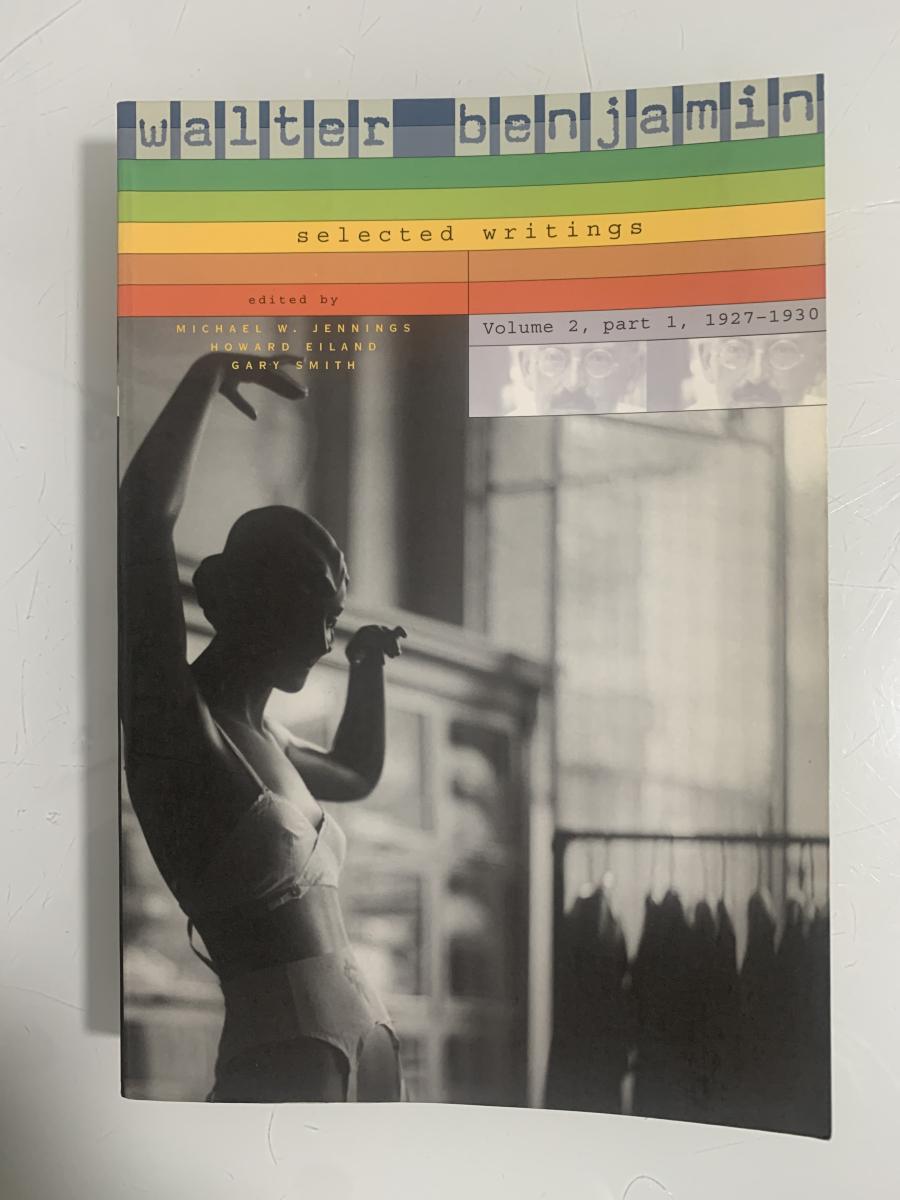 walter benjamin
selected writings
edited by
MICHAEL W. JENNINGS
HOWARD EILAND
GARY SMITH
Volume 2, part 1, 1927–1930